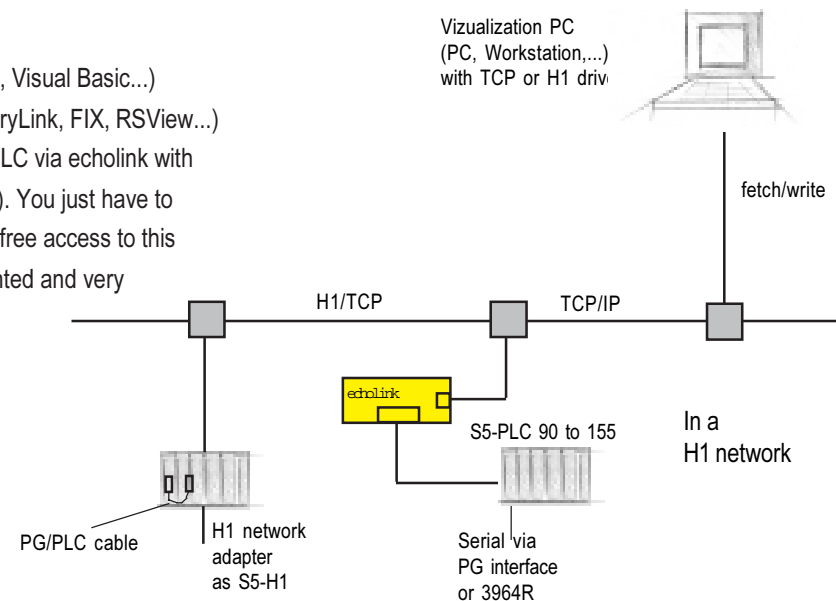 , Visual Basic...)
ryLink, FIX, RSView...)
LC via echolink with
). You just have to
free access to this
nted and very
Vizualization PC
(PC, Workstation,...)
with TCP or H1 driv
fetch/write
H1/TCP
TCP/IP
echolink
S5-PLC 90 to 155
In a
H1 network
PG/PLC cable
H1 network
adapter
as S5-H1
Serial via
PG interface
or 3964R